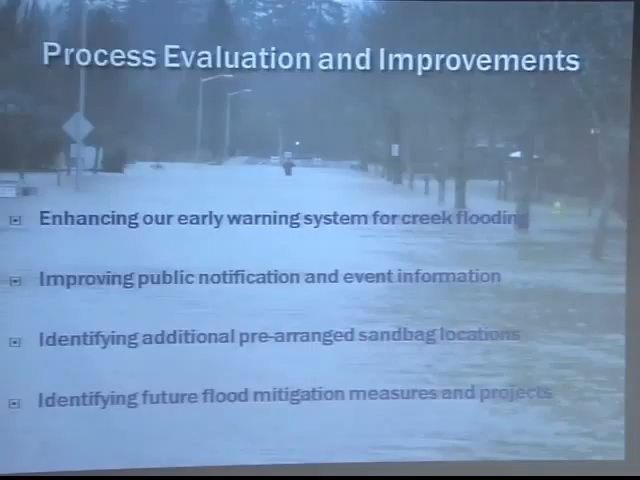 Process Evaluation and Improvements
Enhancing our early warning system for creek flooding
Improving public notification and event information
Identifying additional pre-arranged sandbag locations
Identifying future flood mitigation measures and projects